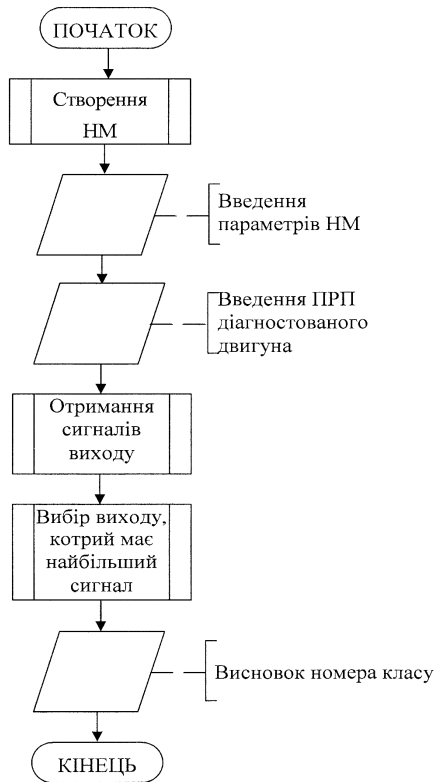 ПОЧАТОК
Створення
НМ
Введення
параметрів НМ
Введення ПРП
діагностованого
двигуна
Отримання
сигналів
виходу
Вибір виходу,
котрий має
найбільший
сигнал
Висновок номера класу
КІНЕЦЬ